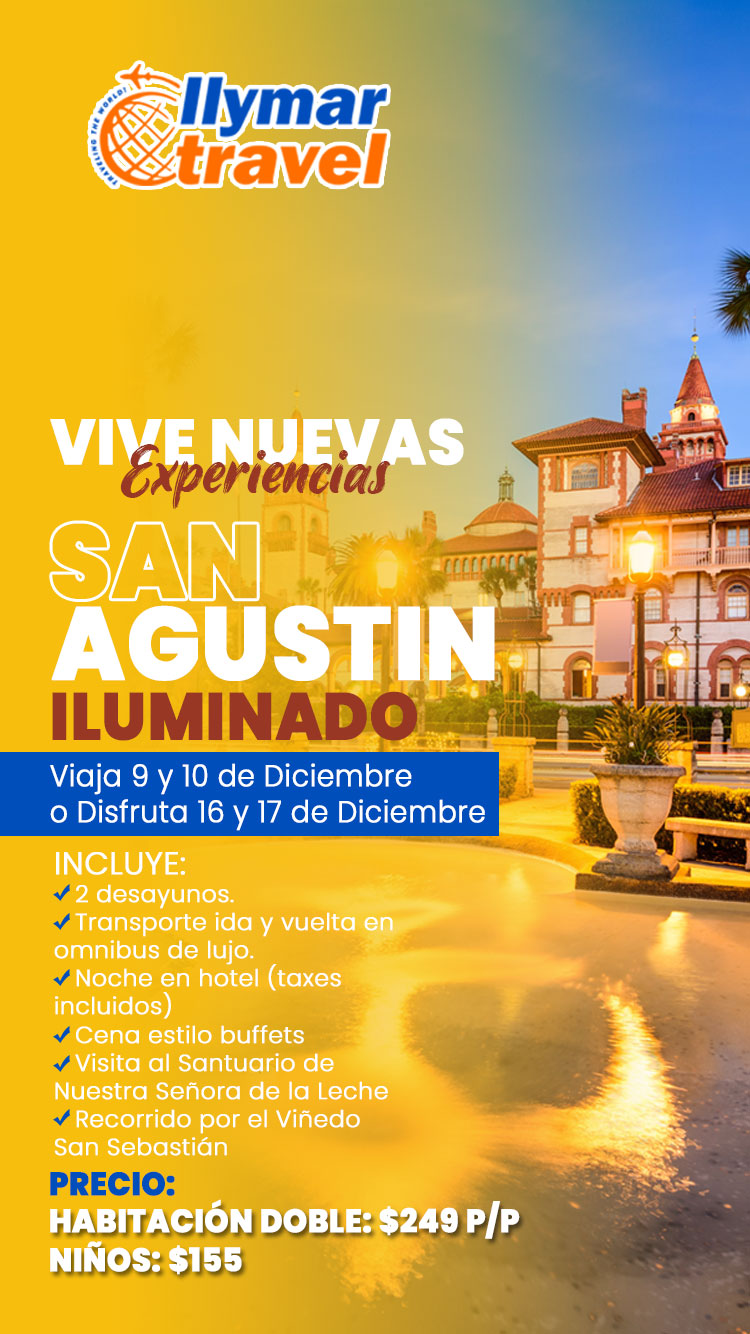 TRAVELING THE WORLD!
llymar
travel
VIVE NUEVAS
Experiencias
SAN
AGUSTIN
ILUMINADO
Viaja 9 y 10 de Diciembre
o Disfruta 16 y 17 de Diciembre
INCLUYE:
2 desayunos.
Transporte ida y vuelta en
omnibus de lujo.
Noche en hotel (taxes
incluidos)
Cena estilo buffets
Visita al Santuario de
Nuestra Señora de la Leche
Recorrido por el Viñedo
San Sebastián
PRECIO:
HABITACIÓN DOBLE: $249 P/P
NIÑOS: $155